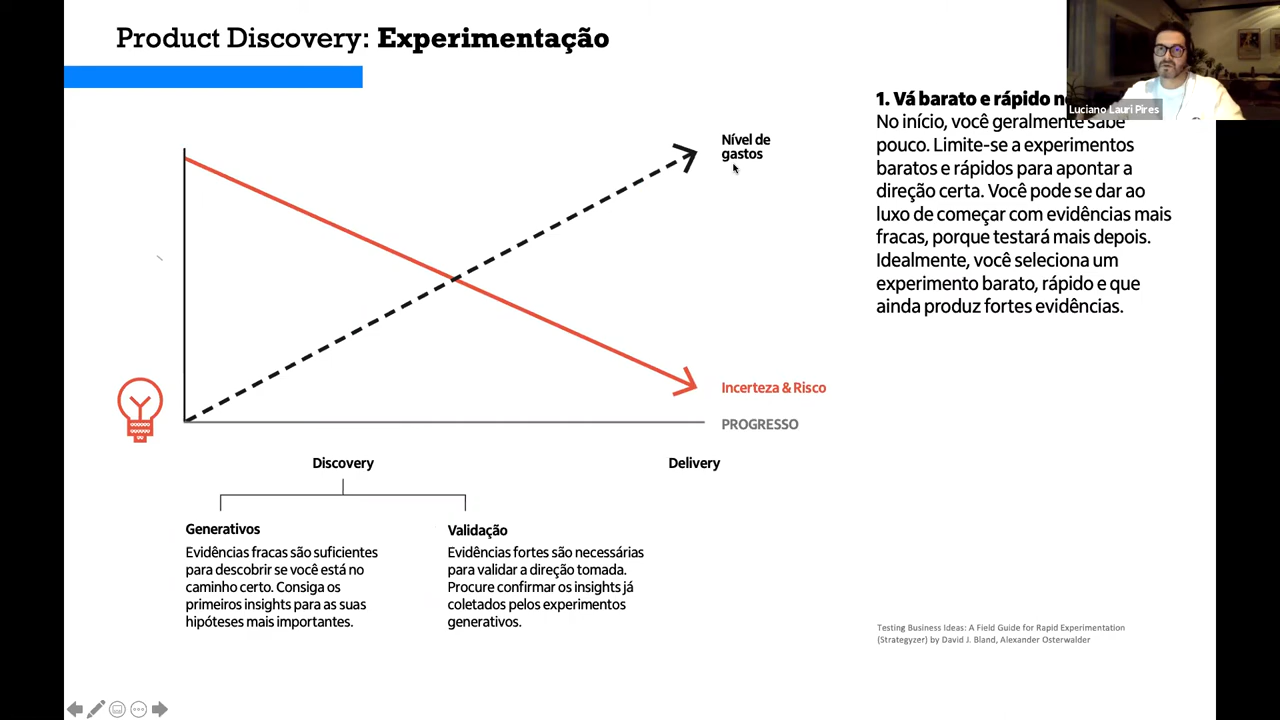 Product Discovery: Experimentação
Luciano Lauri Pires
1. Vá barato e rápido
No início, você geralmente sabe
pouco. Limite-se a experimentos
baratos e rápidos para apontar a
direção certa. Você pode se dar ao
luxo de começar com evidências mais
fracas, porque testará mais depois.
Idealmente, você seleciona um
experimento barato, rápido e que
ainda produz fortes evidências.
Nível de
gastos
Incerteza & Risco
PROGRESSO
Discovery
Delivery
Generativos
Evidências fracas são suficientes
para descobrir se você está no
caminho certo. Consiga os
primeiros insights para as suas
hipóteses mais importantes.
Validação
Evidências fortes são necessárias
para validar a direção tomada.
Procure confirmar os insights já
coletados pelos experimentos
generativos.
Testing Business Ideas: A Field Guide for Rapid Experimentation
(Strategyzer) by David J. Bland, Alexander Osterwalder